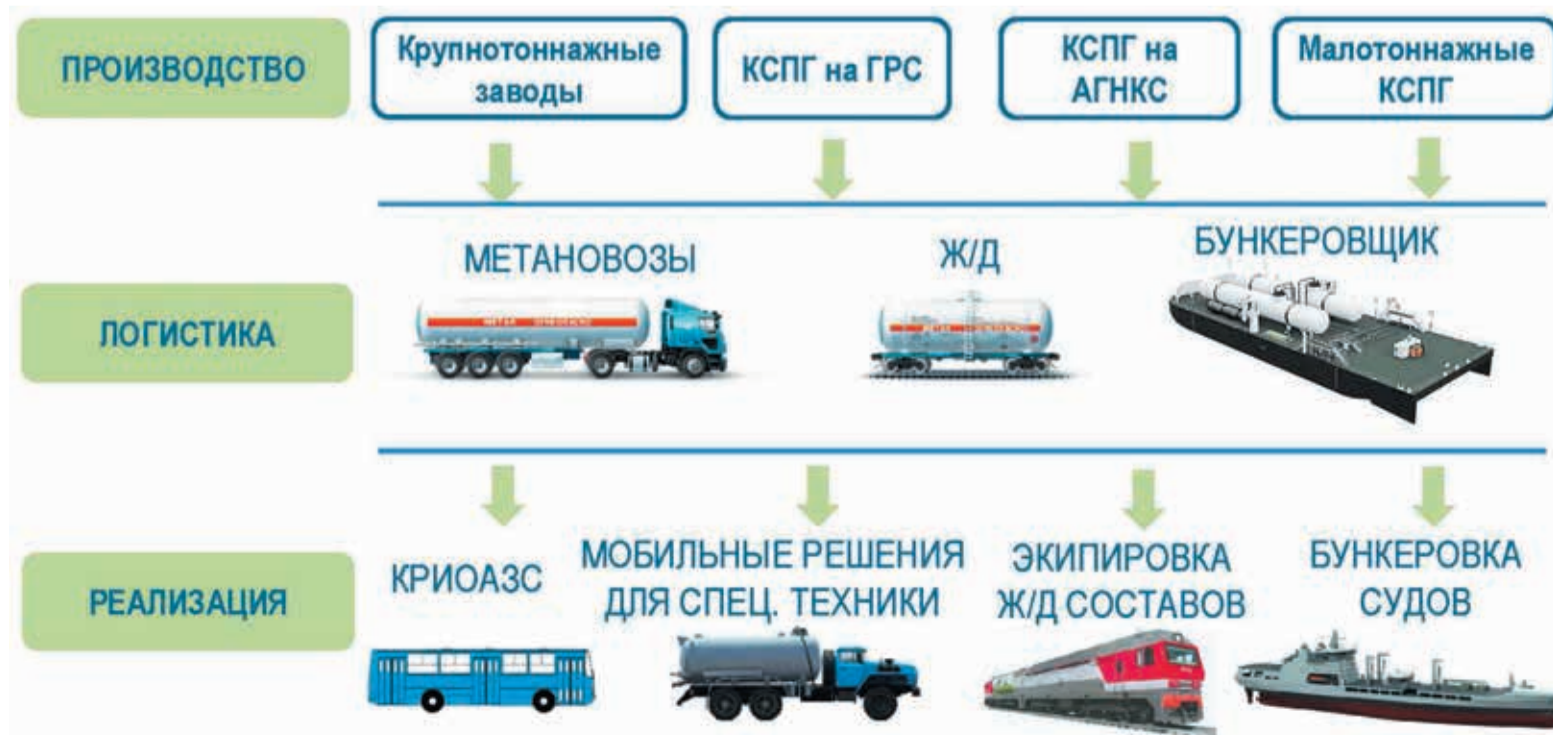 ПРОИЗВОДСТВО
Крупнотоннажные
заводы
КСПГ на ГРС
КСПГ на
АГНКС
Малотоннажные
КСПГ
МЕТАНОВОЗЫ
Ж/Д
БУНКЕРОВЩИК
ЛОГИСТИКА
РЕАЛИЗАЦИЯ
КРИОАЗС
МОБИЛЬНЫЕ РЕШЕНИЯ
ДЛЯ СПЕЦ. ТЕХНИКИ
ЭКИПИРОВКА
Ж/Д СОСТАВОВ
БУНКЕРОВКА
СУДОВ